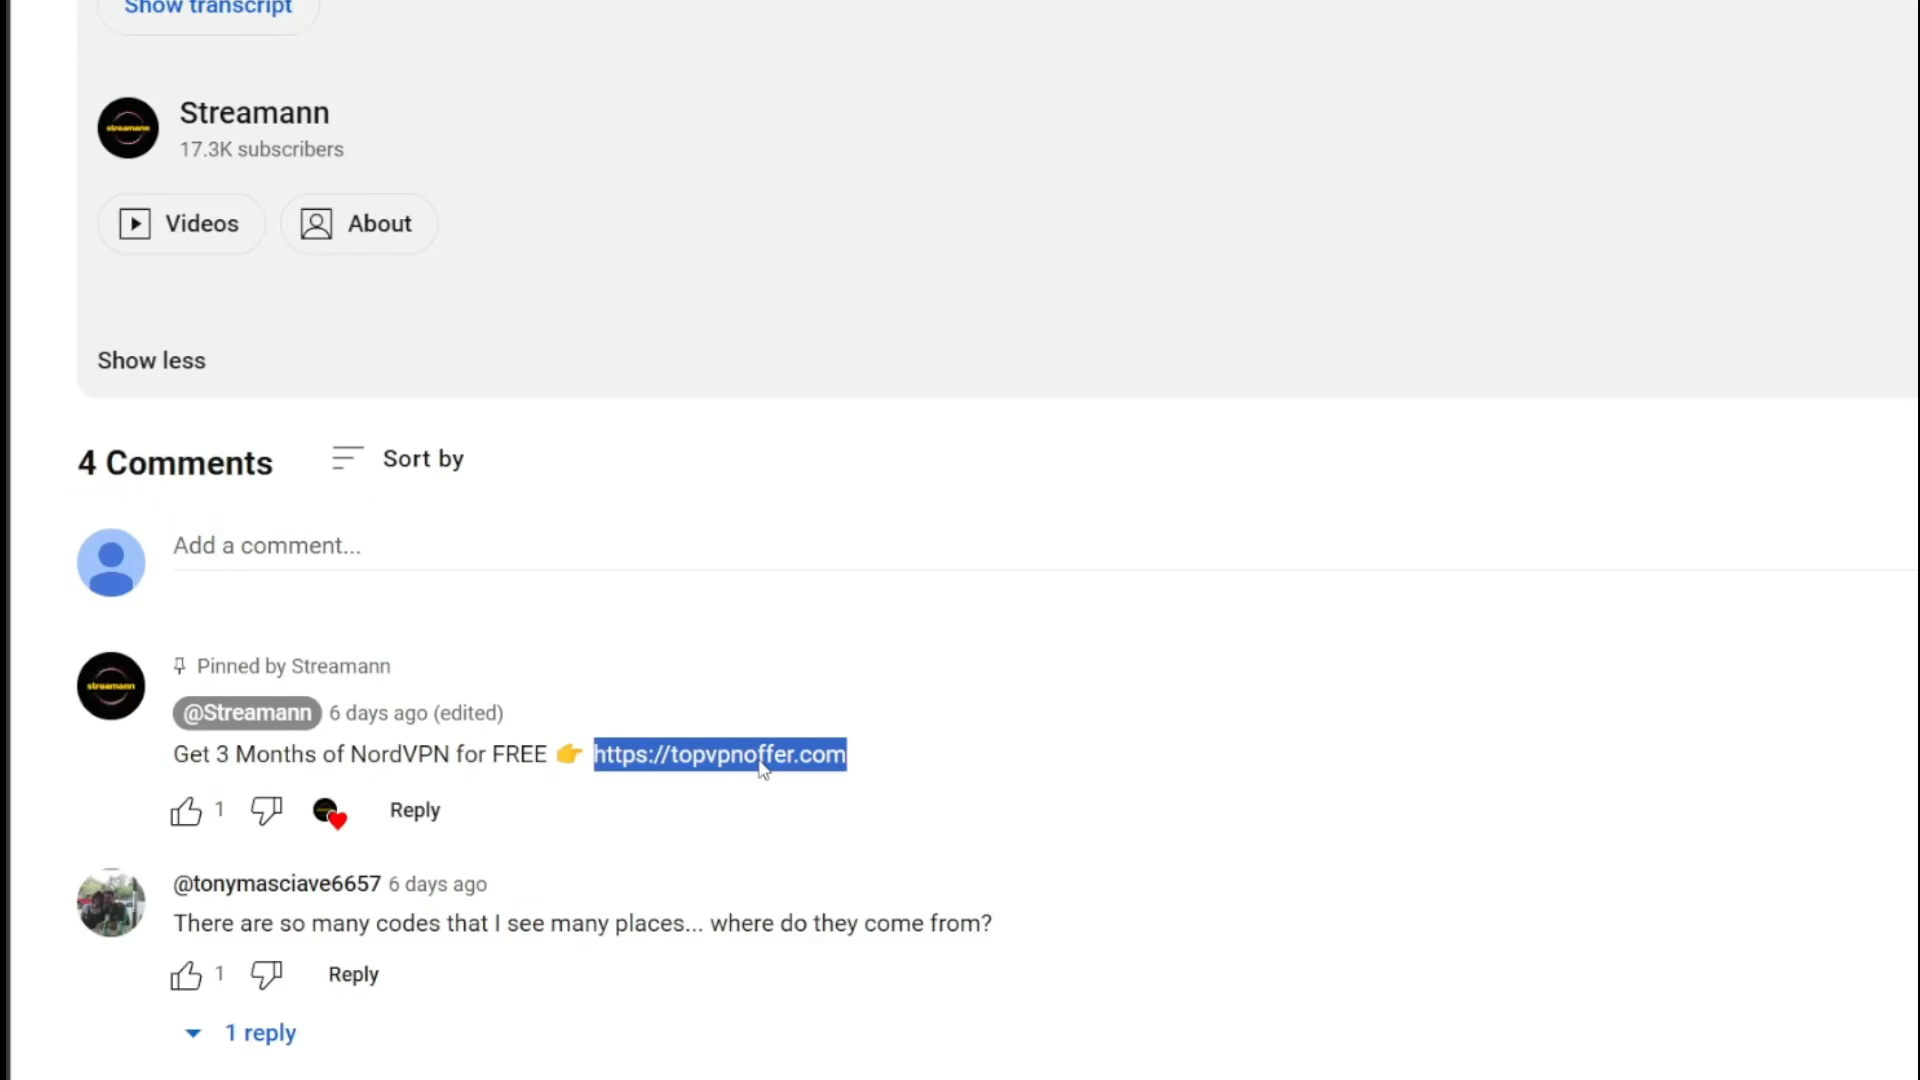 Show transcript
streamann
Streamann
17.3K subscribers
Videos
About
Show less
4 Comments
Sort by
Add a comment...
Pinned by Streamann
streamann
@Streamann 6 days ago (edited)
Get 3 Months of NordVPN for FREE 👉 https://topvpnoffer.com
1
Reply
@tonymasciave6657 6 days ago
There are so many codes that I see many places... where do they come from?
1
Reply
1 reply